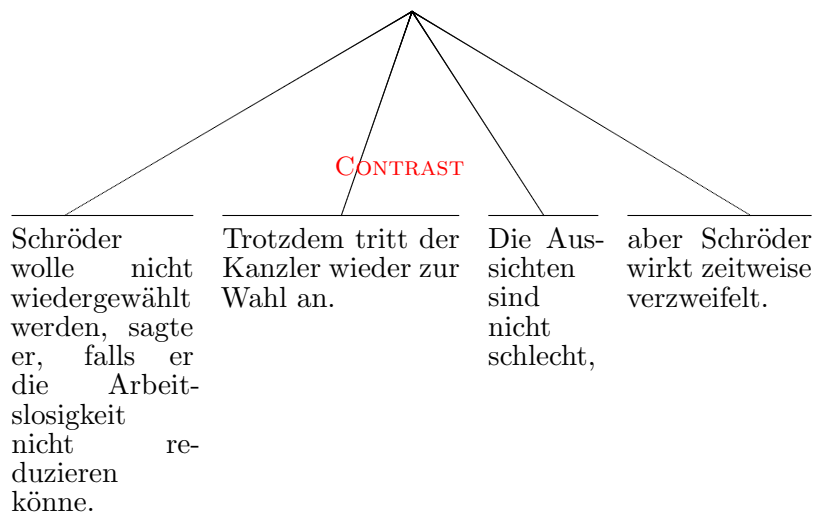 CONTRAST
Schröder
wolle nicht
wiedergewählt
werden, sagte
er, falls er
die Arbeit-
slosigkeit
nicht re-
duzieren
könne.
Trotzdem tritt der
Kanzler wieder zur
Wahl an.
Die Aus-
sichten
sind
nicht
schlecht,
aber Schröder
wirkt zeitweise
verzweifelt.